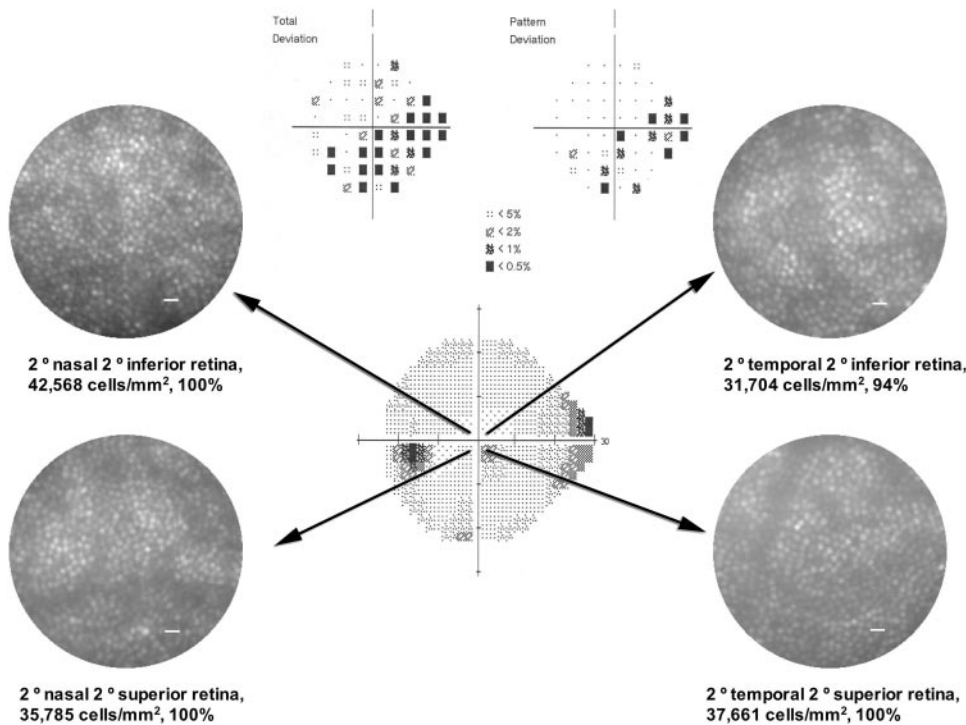 Total
Deviation
Pattern
Deviation
< 5%
< 2%
< 1%
< 0.5%
2 º nasal 2 º inferior retina,
42,568 cells/mm², 100%
2 º temporal 2 º inferior retina,
31,704 cells/mm², 94%
30
2 º nasal 2 º superior retina,
35,785 cells/mm², 100%
2 º temporal 2 º superior retina,
37,661 cells/mm², 100%